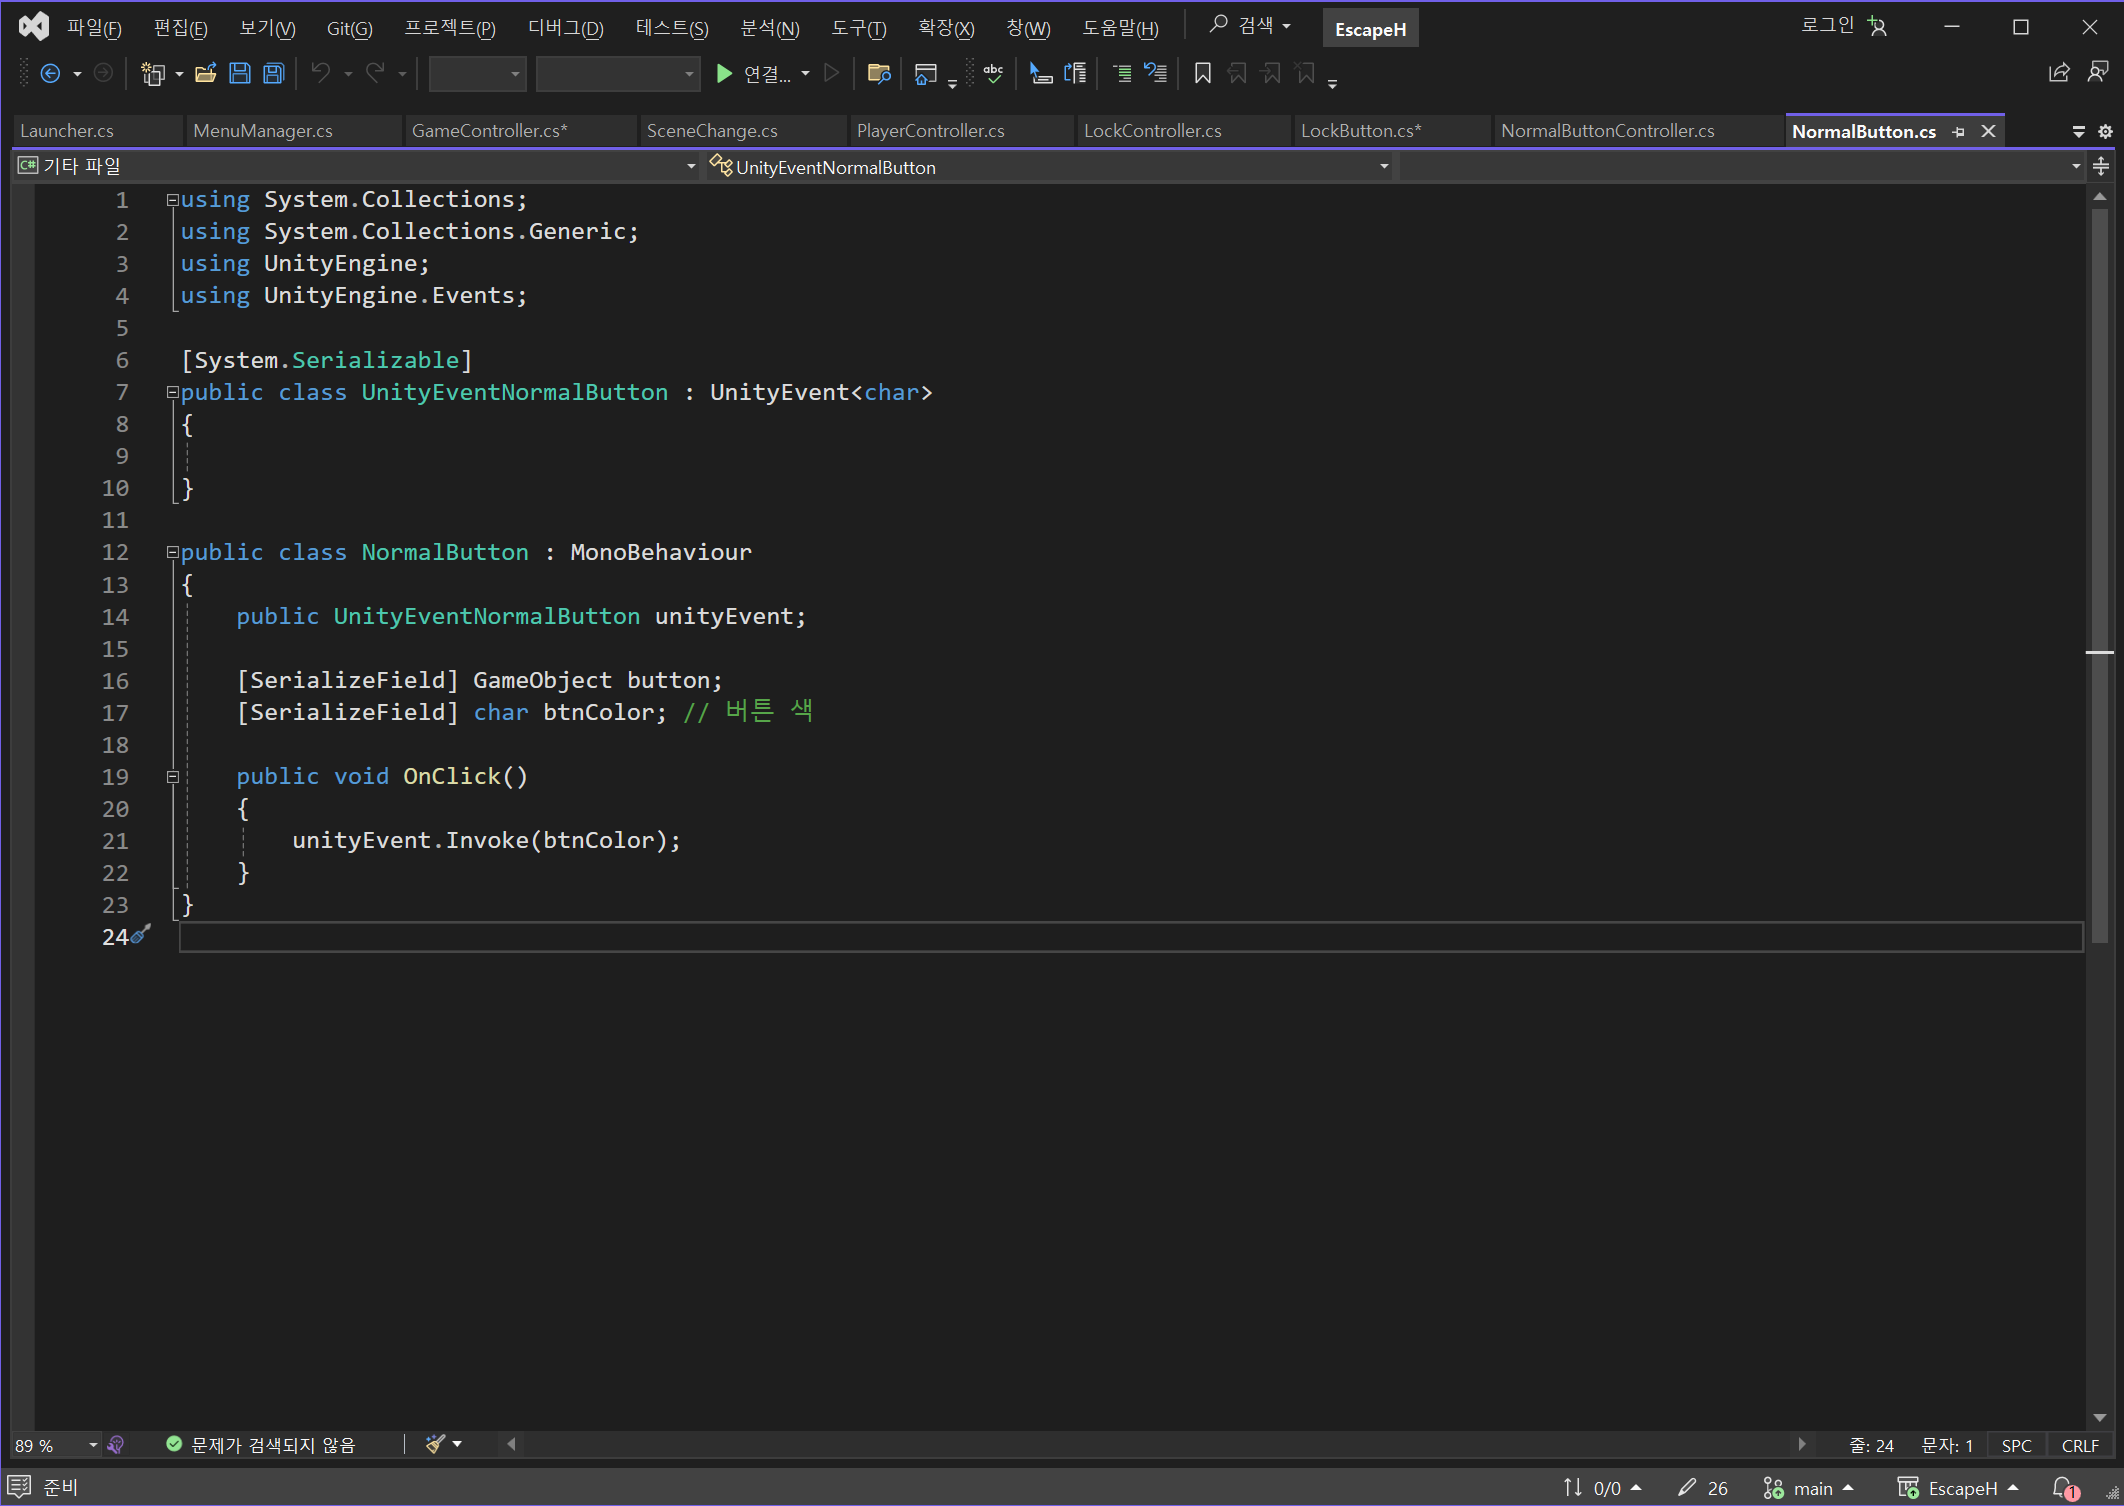 파일(F) 편집(E) 보기(V) Git(G) 프로젝트(P) 디버그(D) 테스트(S) 분석(N) 도구(T) 확장(X) 창(W) 도움말(H) 검색 EscapeH 로그인
연결...
Launcher.cs MenuManager.cs GameController.cs* SceneChange.cs PlayerController.cs LockController.cs LockButton.cs* NormalButtonController.cs NormalButton.cs
C# 기타 파일 UnityEventNormalButton
1 using System.Collections;
2 using System.Collections.Generic;
3 using UnityEngine;
4 using UnityEngine.Events;
5
6 [System.Serializable]
7 public class UnityEventNormalButton : UnityEvent<char>
8 {
9
10 }
11
12 public class NormalButton : MonoBehaviour
13 {
14 public UnityEventNormalButton unityEvent;
15
16 [SerializeField] GameObject button;
17 [SerializeField] char btnColor; // 버튼 색
18
19 public void OnClick()
20 {
21 unityEvent.Invoke(btnColor);
22 }
23 }
24
89 % 문제가 검색되지 않음 줄: 24 문자: 1 SPC CRLF
준비 0/0 26 main EscapeH 1